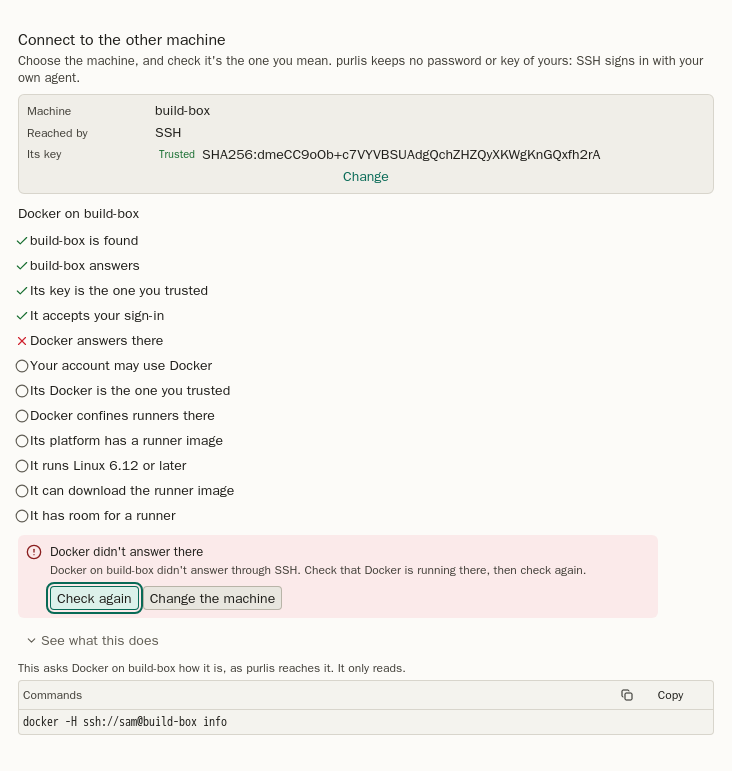 Connect to the other machine
Choose the machine, and check it's the one you mean. purlis keeps no password or key of yours: SSH signs in with your
own agent.
Machine build-box
Reached by SSH
Its key Trusted SHA256:dmeCC9oOb+c7VYVBSUAdgQchZHZQyXKWgKnGQxfh2rA
Change
Docker on build-box
build-box is found
build-box answers
Its key is the one you trusted
It accepts your sign-in
Docker answers there
Your account may use Docker
Its Docker is the one you trusted
Docker confines runners there
Its platform has a runner image
It runs Linux 6.12 or later
It can download the runner image
It has room for a runner
Docker didn't answer there
Docker on build-box didn't answer through SSH. Check that Docker is running there, then check again.
Check again Change the machine
See what this does
This asks Docker on build-box how it is, as purlis reaches it. It only reads.
Commands Copy
docker -H ssh://sam@build-box info